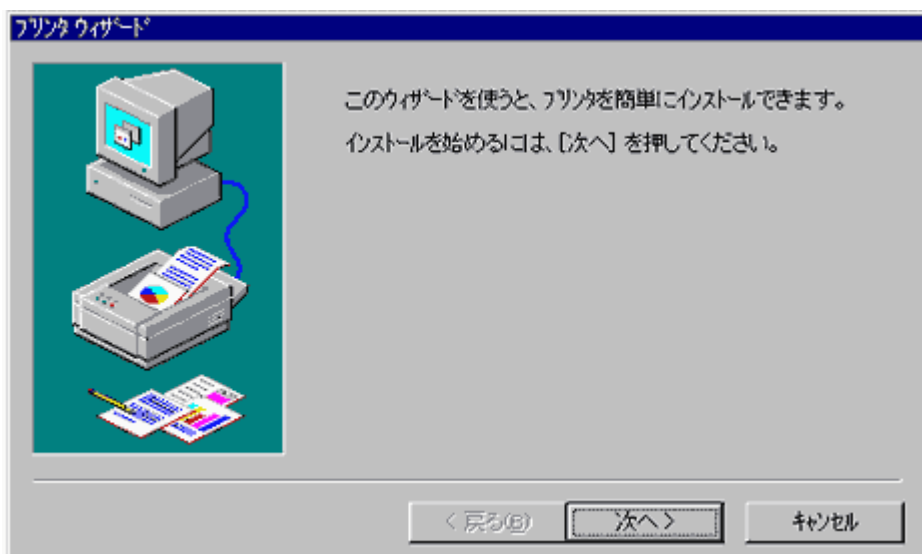 プリンタ ウィザード
このウィザードを使うと、プリンタを簡単にインストールできます。
インストールを始めるには、[次へ] を押してください。
< 戻る(B)
次へ >
キャンセル